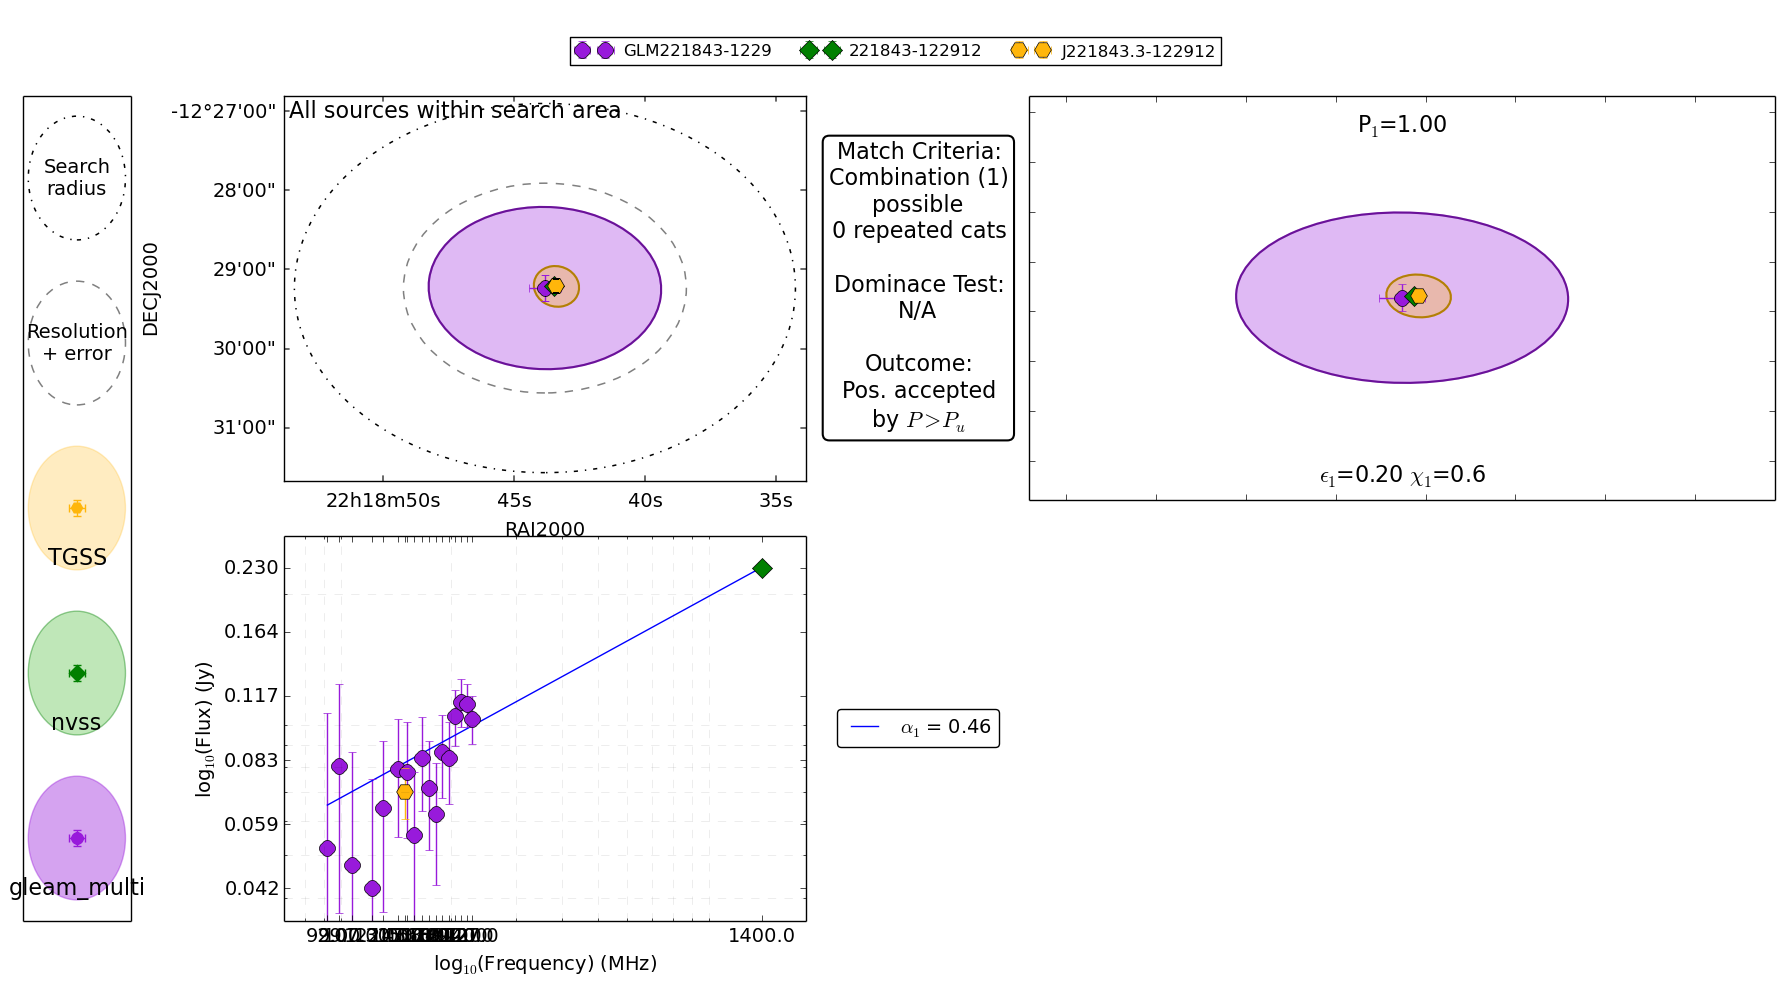 GLM221843-1229 221843-122912 J221843.3-122912
Search
radius
Resolution
+ error
TGSS
nvss
gleam_multi
All sources within search area
DECJ2000
-12°27'00"
28'00"
29'00"
30'00"
31'00"
22h18m50s 45s 40s 35s
RAJ2000
Match Criteria:
Combination (1)
possible
0 repeated cats
Dominace Test:
N/A
Outcome:
Pos. accepted
by P>Pu
P1=1.00
ϵ1=0.20 χ1=0.6
log10(Flux) (Jy)
0.230
0.164
0.117
0.083
0.059
0.042
1400.0
log10(Frequency) (MHz)
α1 = 0.46